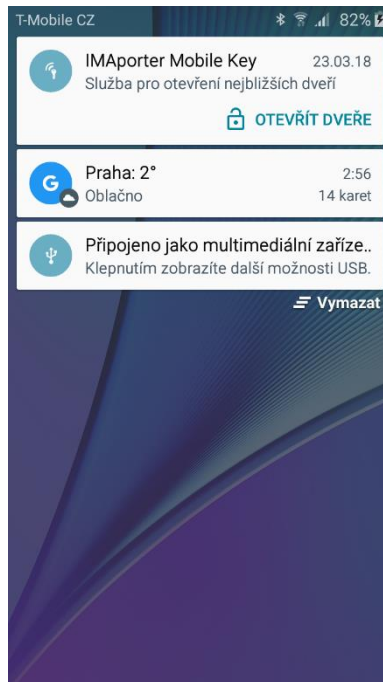 T-Mobile CZ 82%
IMAporter Mobile Key 23.03.18
Služba pro otevření nejbližších dveří
OTEVŘÍT DVEŘE
G Praha: 2° 2:56
Oblačno 14 karet
Připojeno jako multimediální zaříze..
Klepnutím zobrazíte další možnosti USB.
Vymazat